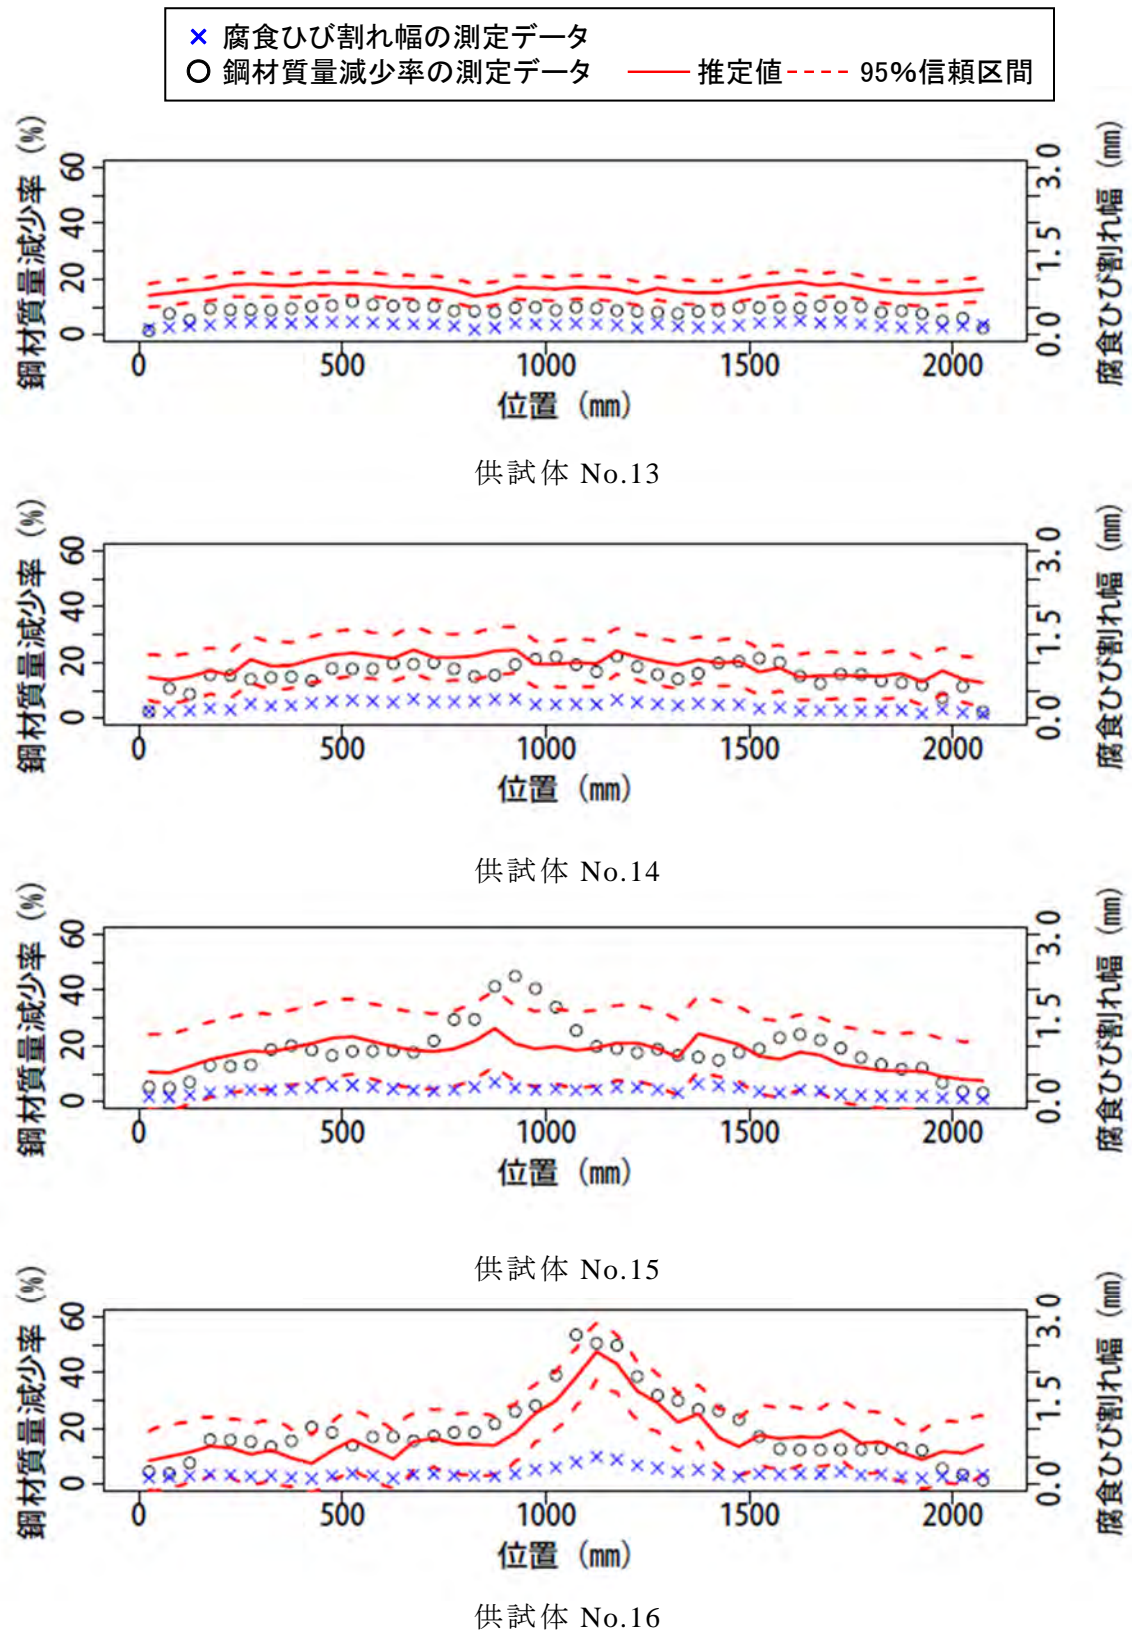 × 腐食ひび割れ幅の測定データ
○ 鋼材質量減少率の測定データ —— 推定値 ---- 95%信頼区間
鋼材質量減少率 (%)
60
40
20
0
3.0
1.5
0.0
腐食ひび割れ幅 (mm)
0 500 1000 1500 2000
位置 (mm)
供試体 No.13
鋼材質量減少率 (%)
60
40
20
0
3.0
1.5
0.0
腐食ひび割れ幅 (mm)
0 500 1000 1500 2000
位置 (mm)
供試体 No.14
鋼材質量減少率 (%)
60
40
20
0
3.0
1.5
0.0
腐食ひび割れ幅 (mm)
0 500 1000 1500 2000
位置 (mm)
供試体 No.15
鋼材質量減少率 (%)
60
40
20
0
3.0
1.5
0.0
腐食ひび割れ幅 (mm)
0 500 1000 1500 2000
位置 (mm)
供試体 No.16